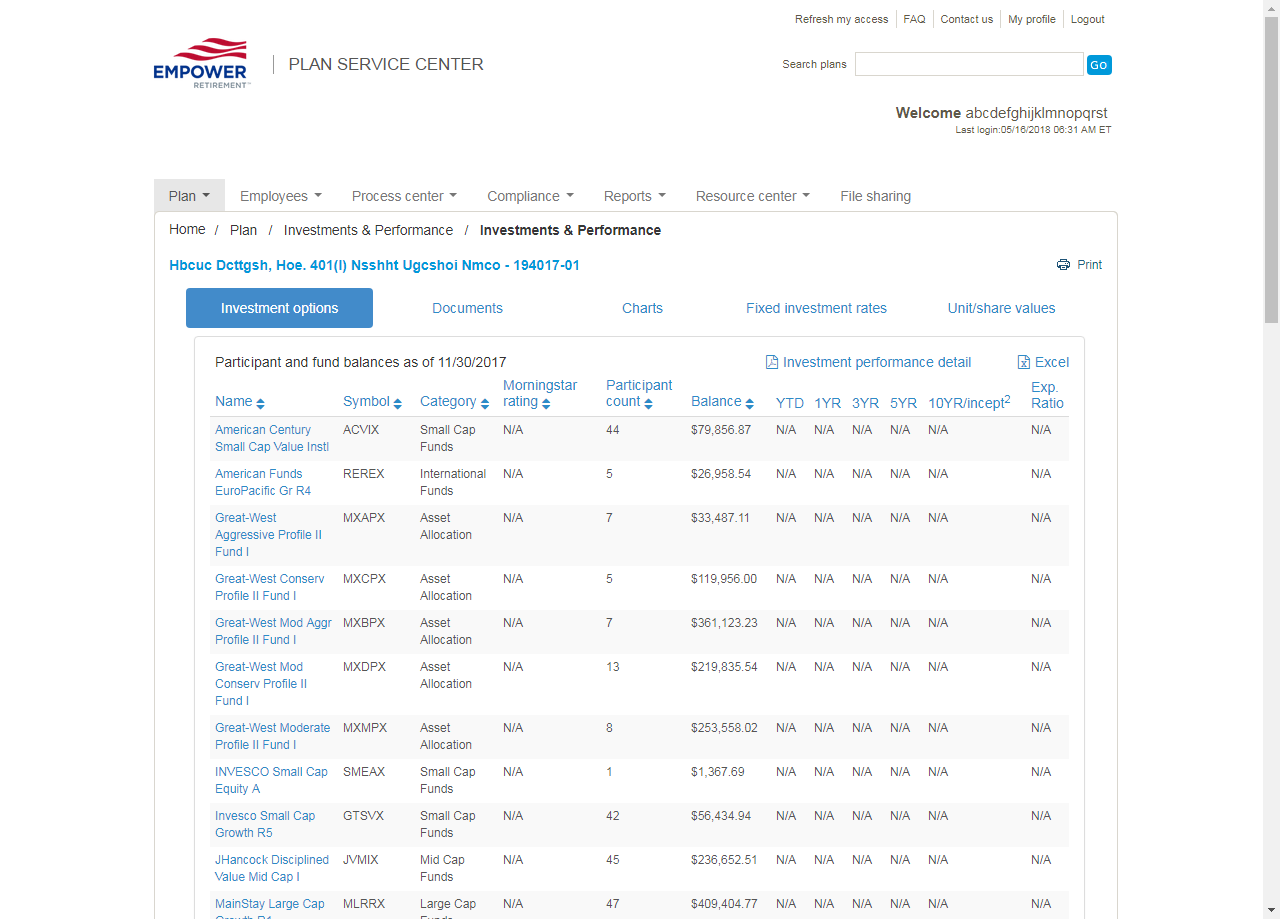 Refresh my access FAQ Contact us My profile Logout
EMPOWER
RETIREMENT™
PLAN SERVICE CENTER
Search plans Go
Welcome abcdefghijklmnopqrst
Last login:05/16/2018 06:31 AM ET
Plan Employees Process center Compliance Reports Resource center File sharing
Home / Plan / Investments & Performance / Investments & Performance
Hbcuc Dcttgsh, Hoe. 401(I) Nsshht Ugcshoi Nmco - 194017-01 Print
Investment options Documents Charts Fixed investment rates Unit/share values
Participant and fund balances as of 11/30/2017 Investment performance detail Excel
Morningstar Participant Exp.
Name Symbol Category rating count Balance YTD 1YR 3YR 5YR 10YR/incept2 Ratio
American Century ACVIX Small Cap N/A 44 $79,856.87 N/A N/A N/A N/A N/A N/A
Small Cap Value Instl Funds
American Funds REREX International N/A 5 $26,958.54 N/A N/A N/A N/A N/A N/A
EuroPacific Gr R4 Funds
Great-West MXAPX Asset N/A 7 $33,487.11 N/A N/A N/A N/A N/A N/A
Aggressive Profile II Allocation
Fund I
Great-West Conserv MXCPX Asset N/A 5 $119,956.00 N/A N/A N/A N/A N/A N/A
Profile II Fund I Allocation
Great-West Mod Aggr MXBPX Asset N/A 7 $361,123.23 N/A N/A N/A N/A N/A N/A
Profile II Fund I Allocation
Great-West Mod MXDPX Asset N/A 13 $219,835.54 N/A N/A N/A N/A N/A N/A
Conserv Profile II Allocation
Fund I
Great-West Moderate MXMPX Asset N/A 8 $253,558.02 N/A N/A N/A N/A N/A N/A
Profile II Fund I Allocation
INVESCO Small Cap SMEAX Small Cap N/A 1 $1,367.69 N/A N/A N/A N/A N/A N/A
Equity A Funds
Invesco Small Cap GTSVX Small Cap N/A 42 $56,434.94 N/A N/A N/A N/A N/A N/A
Growth R5 Funds
JHancock Disciplined JVMIX Mid Cap N/A 45 $236,652.51 N/A N/A N/A N/A N/A N/A
Value Mid Cap I Funds
MainStay Large Cap MLRRX Large Cap N/A 47 $409,404.77 N/A N/A N/A N/A N/A N/A